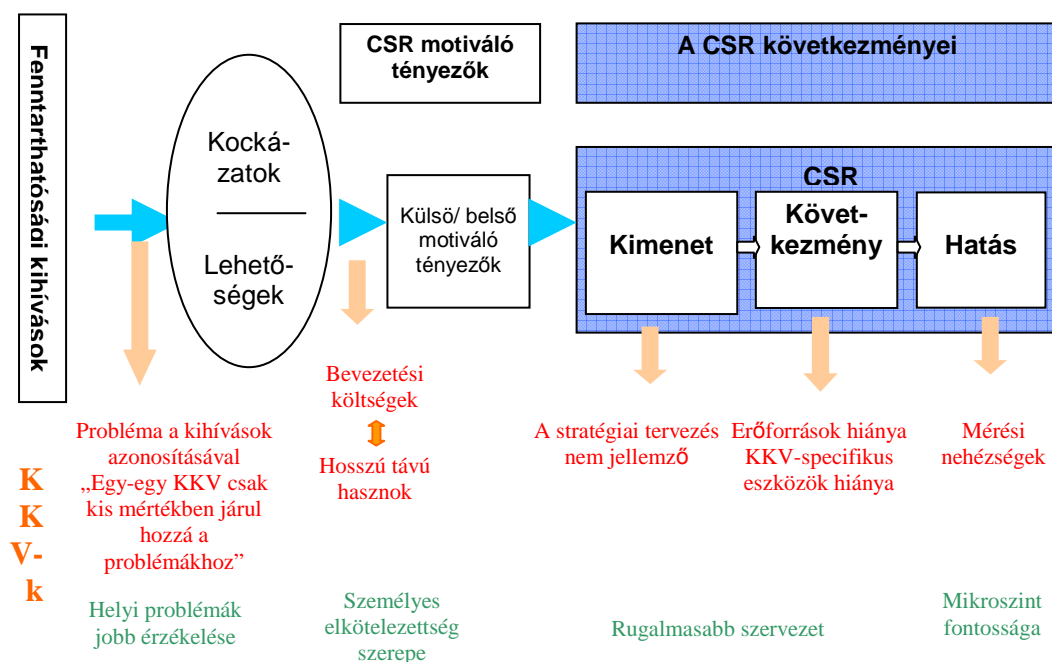 Fenntarthatósági kihívások
CSR motiváló
tényezők
A CSR következményei
Kocká-
zatok
Lehető-
ségek
Külsö/ belső
motiváló
tényezők
CSR
Kimenet
Követ-
kezmény
Hatás
K
K
V-
k
Probléma a kihívások
azonosításával
„Egy-egy KKV csak
kis mértékben járul
hozzá a
problémákhoz”
Bevezetési
költségek
Hosszú távú
hasznok
A stratégiai tervezés
nem jellemző
Erőforrások hiánya
KKV-specifikus
eszközök hiánya
Mérési
nehézségek
Helyi problémák
jobb érzékelése
Személyes
elkötelezettség
szerepe
Rugalmasabb szervezet
Mikroszint
fontossága